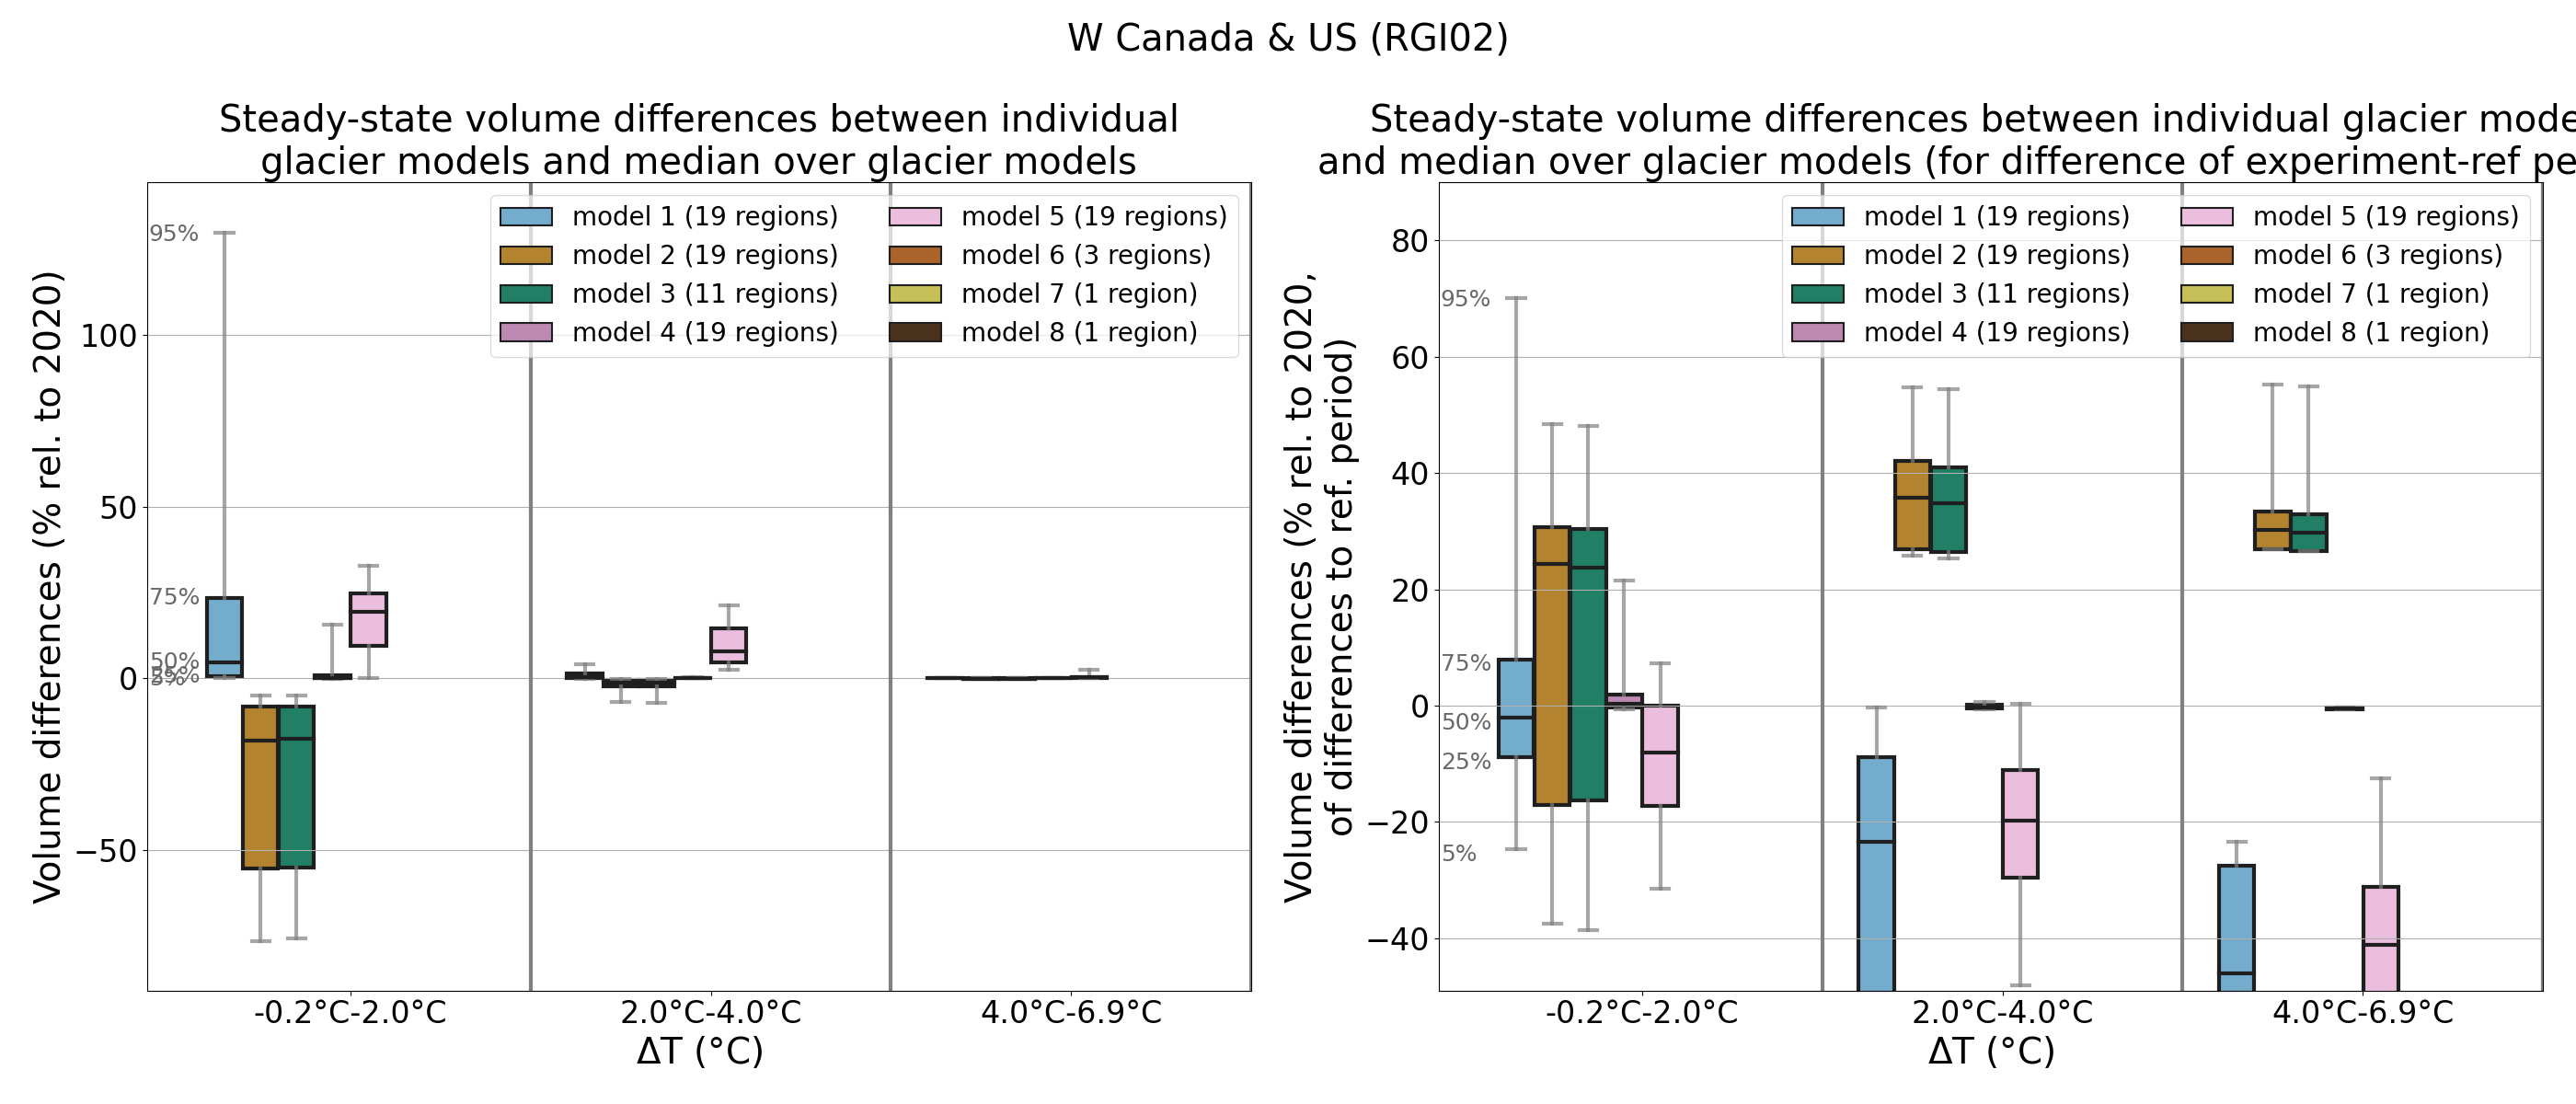 W Canada & US (RGI02)
Steady-state volume differences between individual
glacier models and median over glacier models
Volume differences (% rel. to 2020)
100
50
0
−50
95%
75%
50%
25%
5%
model 1 (19 regions)
model 2 (19 regions)
model 3 (11 regions)
model 4 (19 regions)
model 5 (19 regions)
model 6 (3 regions)
model 7 (1 region)
model 8 (1 region)
-0.2°C-2.0°C
2.0°C-4.0°C
4.0°C-6.9°C
ΔT (°C)
Steady-state volume differences between individual glacier mode
and median over glacier models (for difference of experiment-ref pe
Volume differences (% rel. to 2020,
of differences to ref. period)
80
60
40
20
0
−20
−40
95%
75%
50%
25%
5%
model 1 (19 regions)
model 2 (19 regions)
model 3 (11 regions)
model 4 (19 regions)
model 5 (19 regions)
model 6 (3 regions)
model 7 (1 region)
model 8 (1 region)
-0.2°C-2.0°C
2.0°C-4.0°C
4.0°C-6.9°C
ΔT (°C)